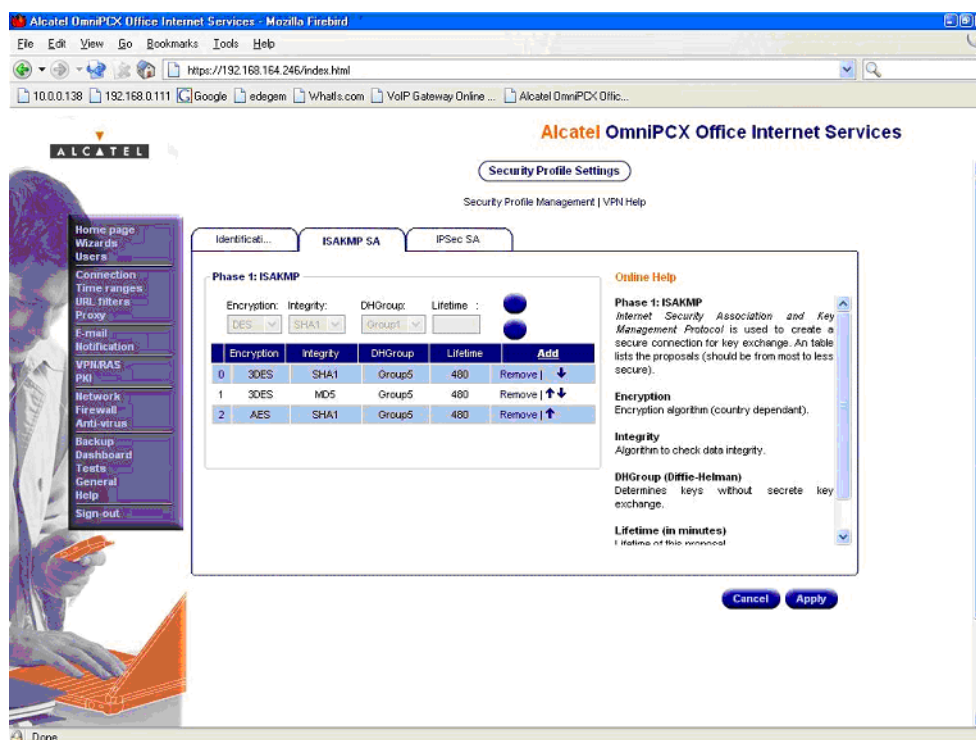 Alcatel OmniPCX Office Internet Services - Mozilla Firebird
File Edit View Go Bookmarks Tools Help
https://192.168.164.246/index.html
10.0.0.138 192.168.0.111 Google edegem WhatIs.com VoIP Gateway Online ... Alcatel OmniPCX Offic...
ALCATEL
Alcatel OmniPCX Office Internet Services
Security Profile Settings
Security Profile Management | VPN Help
Home page
Wizards
Users
Connection
Time ranges
URL filters
Proxy
E-mail
Notification
VPN/RAS
PKI
Network
Firewall
Anti-virus
Backup
Dashboard
Tests
General
Help
Sign-out
Identificati... ISAKMP SA IPSec SA
Phase 1: ISAKMP
Encryption: Integrity: DHGroup: Lifetime :
DES SHA1 Group1
Encryption Integrity DHGroup Lifetime Add
0 3DES SHA1 Group5 480 Remove |
1 3DES MD5 Group5 480 Remove |
2 AES SHA1 Group5 480 Remove |
Online Help
Phase 1: ISAKMP
Internet Security Association and Key
Management Protocol is used to create a
secure connection for key exchange. An table
lists the proposals (should be from most to less
secure).
Encryption
Encryption algorithm (country dependant).
Integrity
Algorithm to check data integrity.
DHGroup (Diffie-Helman)
Determines keys without secrete key
exchange.
Lifetime (in minutes)
Lifetime of this proposal
Cancel Apply
Done